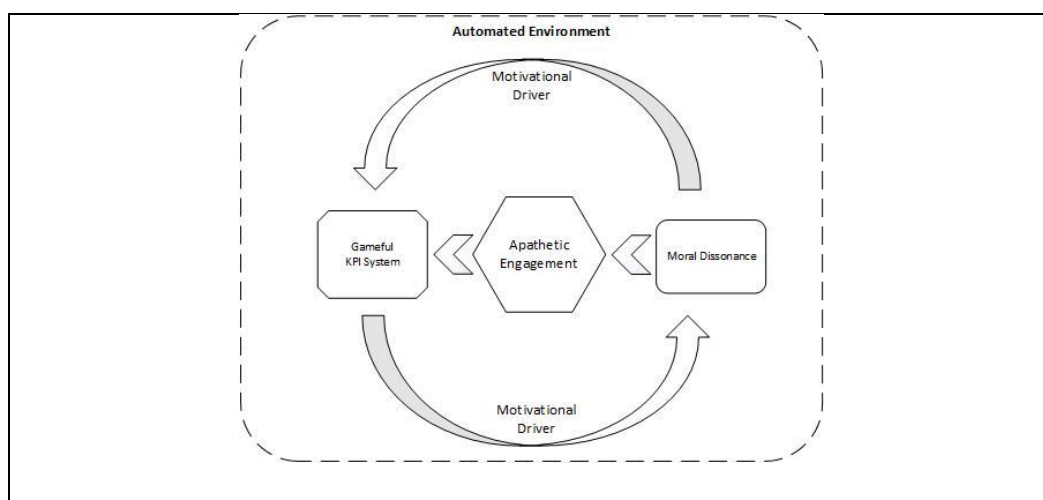 Automated Environment
Motivational
Driver
Gameful
KPI System
Apathetic
Engagement
Moral Dissonance
Motivational
Driver